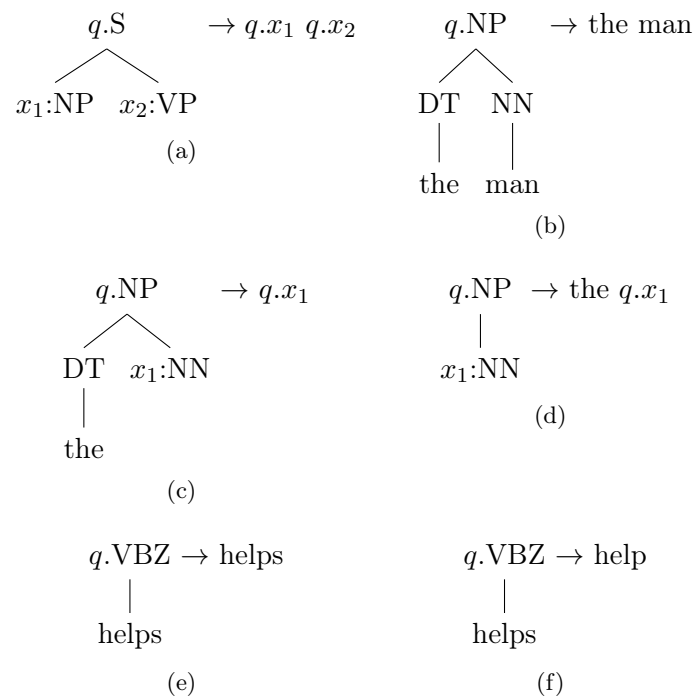 q.S → q.x₁ q.x₂
x₁:NP x₂:VP
(a)
q.NP → the man
DT NN
the man
(b)
q.NP → q.x₁
DT x₁:NN
the
(c)
q.NP → the q.x₁
x₁:NN
(d)
q.VBZ → helps
helps
(e)
q.VBZ → help
helps
(f)